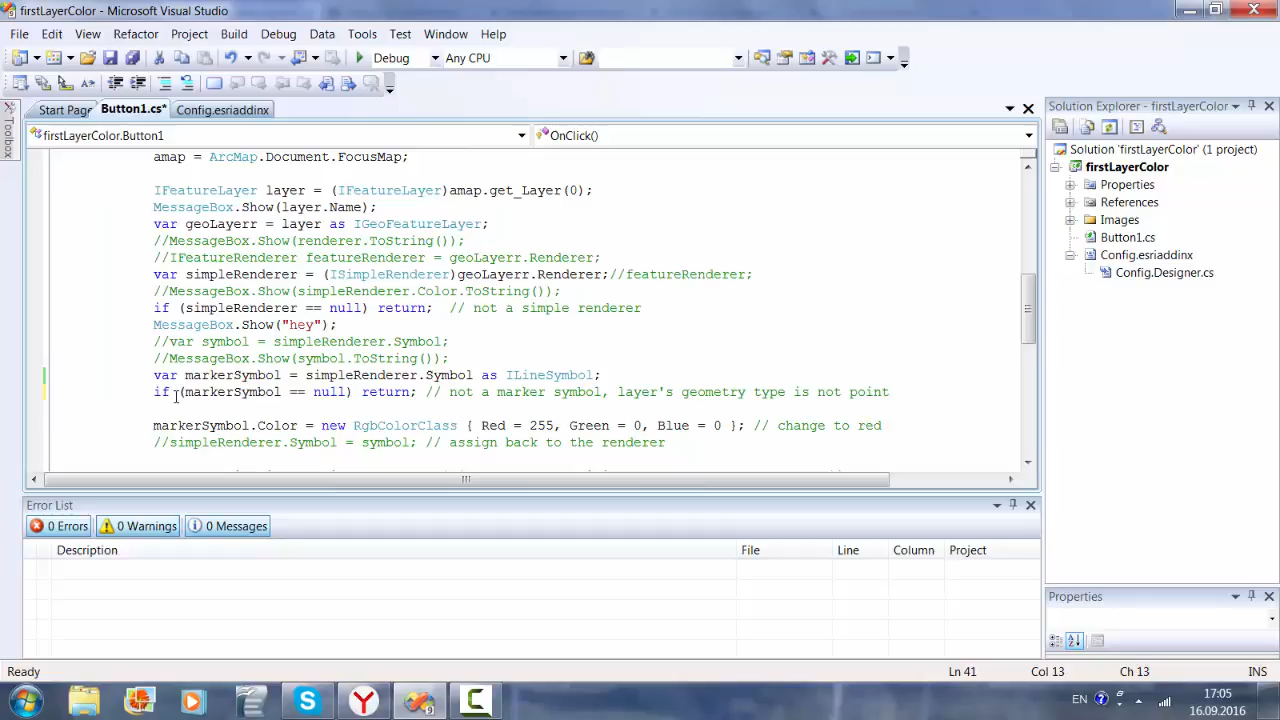 firstLayerColor - Microsoft Visual Studio
File Edit View Refactor Project Build Debug Data Tools Test Window Help
Debug Any CPU
Toolbox
Start Page Button1.cs* Config.esriaddinx
firstLayerColor.Button1 OnClick()
amap = ArcMap.Document.FocusMap;
IFeatureLayer layer = (IFeatureLayer)amap.get_Layer(0);
MessageBox.Show(layer.Name);
var geoLayerr = layer as IGeoFeatureLayer;
//MessageBox.Show(renderer.ToString());
//IFeatureRenderer featureRenderer = geoLayerr.Renderer;
var simpleRenderer = (ISimpleRenderer)geoLayerr.Renderer;//featureRenderer;
//MessageBox.Show(simpleRenderer.Color.ToString());
if (simpleRenderer == null) return; // not a simple renderer
MessageBox.Show("hey");
//var symbol = simpleRenderer.Symbol;
//MessageBox.Show(symbol.ToString());
var markerSymbol = simpleRenderer.Symbol as ILineSymbol;
if (markerSymbol == null) return; // not a marker symbol, layer's geometry type is not point
markerSymbol.Color = new RgbColorClass { Red = 255, Green = 0, Blue = 0 }; // change to red
//simpleRenderer.Symbol = symbol; // assign back to the renderer
Solution Explorer - firstLayerColor
Solution 'firstLayerColor' (1 project)
firstLayerColor
Properties
References
Images
Button1.cs
Config.esriaddinx
Config.Designer.cs
Error List
0 Errors 0 Warnings 0 Messages
Description File Line Column Project
Properties
Ready Ln 41 Col 13 Ch 13 INS
EN 17:05
16.09.2016